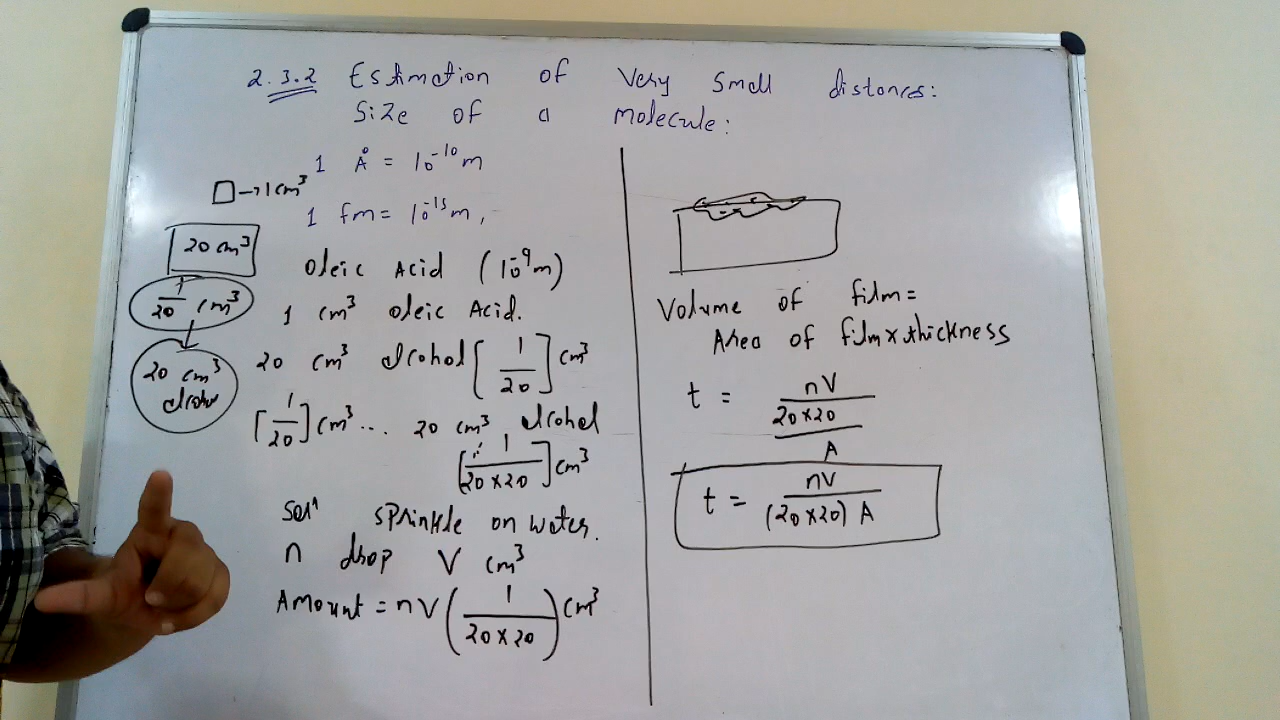 2.3.2 Estimation of Very Small distances:
Size of a molecule:
1 Å = 10⁻¹⁰ m
□→1 cm³
1 fm = 10⁻¹⁵ m,
20 cm³
Oleic Acid (10⁻⁹ m)
1/20 cm³
1 cm³ oleic Acid.
20 cm³ alcohol [1/20] cm³
20 cm³
alcohol
[1/20] cm³ ... 20 cm³ alcohol
[1/(20×20)] cm³
Solⁿ sprinkle on water.
n drop V cm³
Amount = nV(1/(20×20)) cm³
Volume of film =
Area of film × thickness
t = (nV/(20×20))/A
t = nV/((20×20) A)